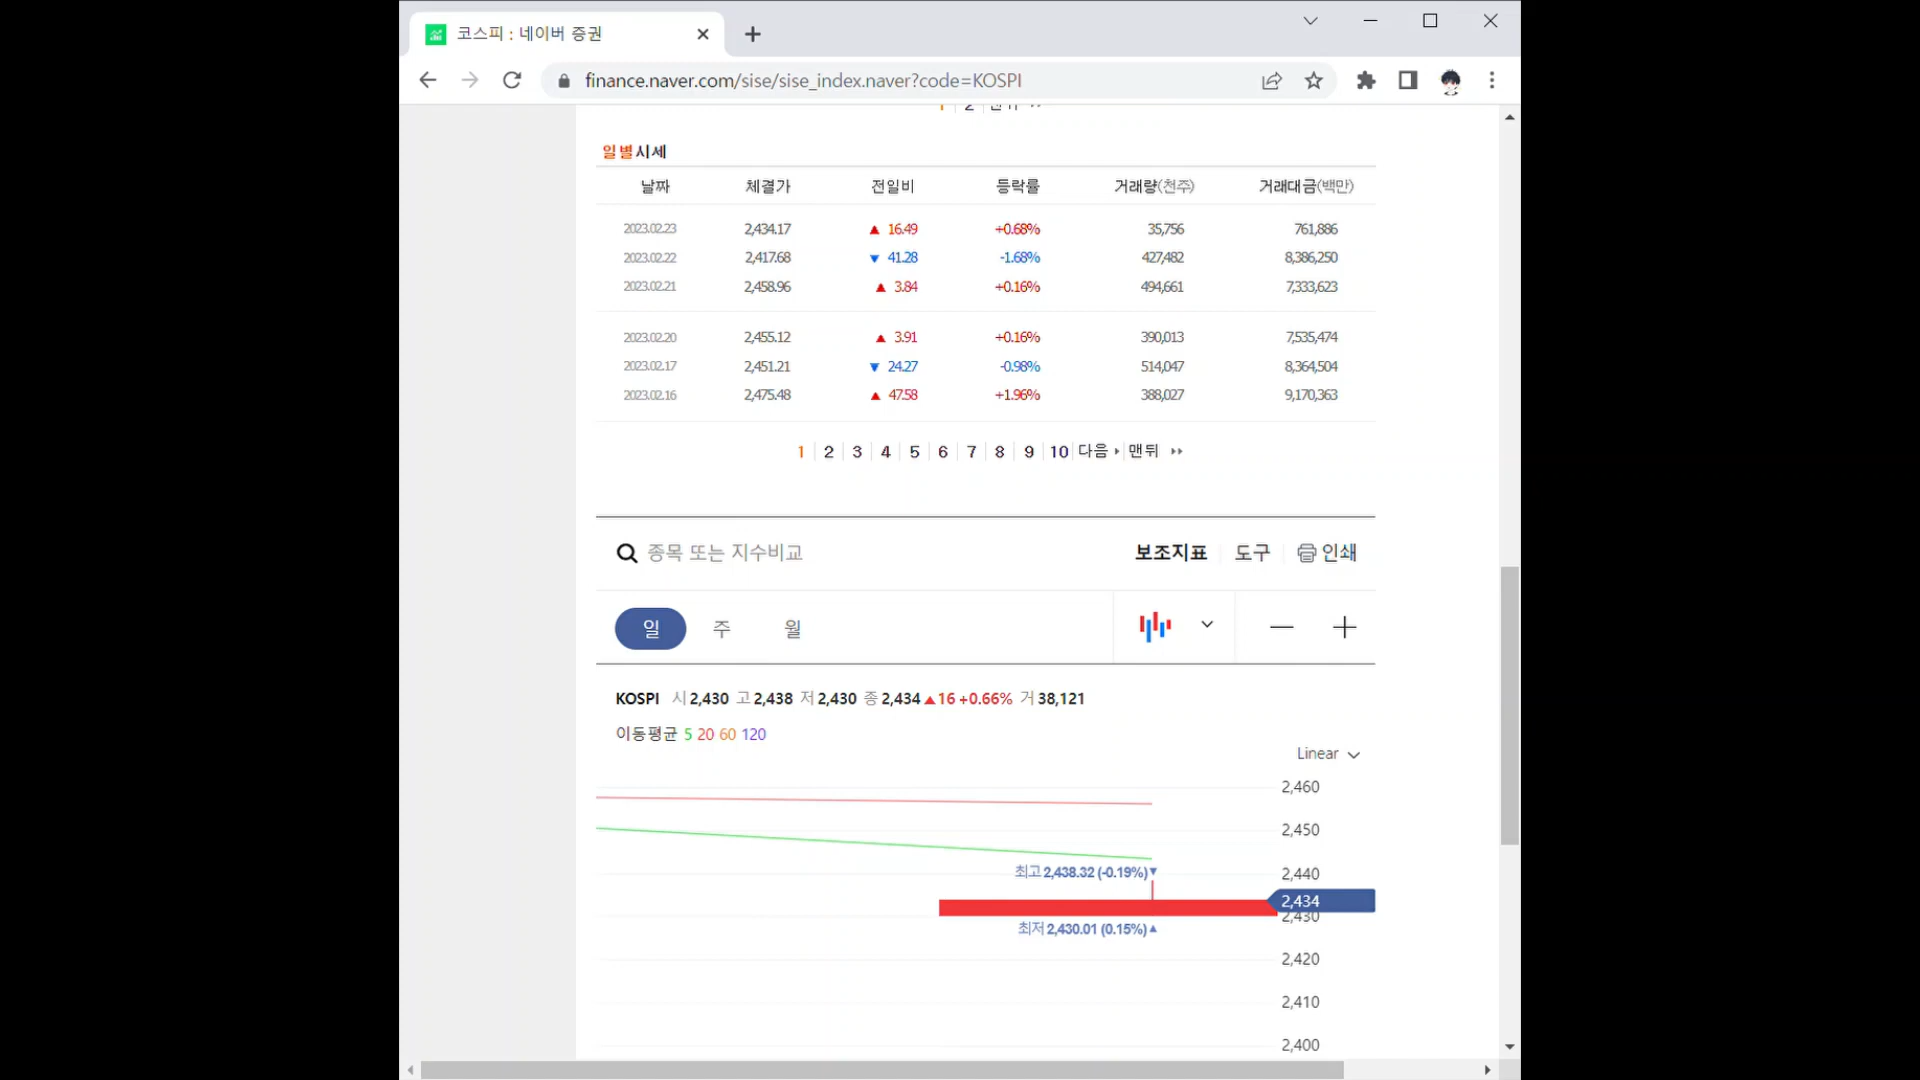 코스피 : 네이버 증권
finance.naver.com/sise/sise_index.naver?code=KOSPI
일별시세
날짜 체결가 전일비 등락률 거래량(천주) 거래대금(백만)
2023.02.23 2,434.17 ▲ 16.49 +0.68% 35,756 761,886
2023.02.22 2,417.68 ▼ 41.28 -1.68% 427,482 8,386,250
2023.02.21 2,458.96 ▲ 3.84 +0.16% 494,661 7,333,623
2023.02.20 2,455.12 ▲ 3.91 +0.16% 390,013 7,535,474
2023.02.17 2,451.21 ▼ 24.27 -0.98% 514,047 8,364,504
2023.02.16 2,475.48 ▲ 47.58 +1.96% 388,027 9,170,363
1 2 3 4 5 6 7 8 9 10 다음 맨뒤
종목 또는 지수비교 보조지표 도구 인쇄
일 주 월
KOSPI 시 2,430 고 2,438 저 2,430 종 2,434 ▲16 +0.66% 거 38,121
이동평균 5 20 60 120
Linear
2,460
2,450
최고 2,438.32 (-0.19%)▼
2,440
2,434
2,430
최저 2,430.01 (0.15%)▲
2,420
2,410
2,400